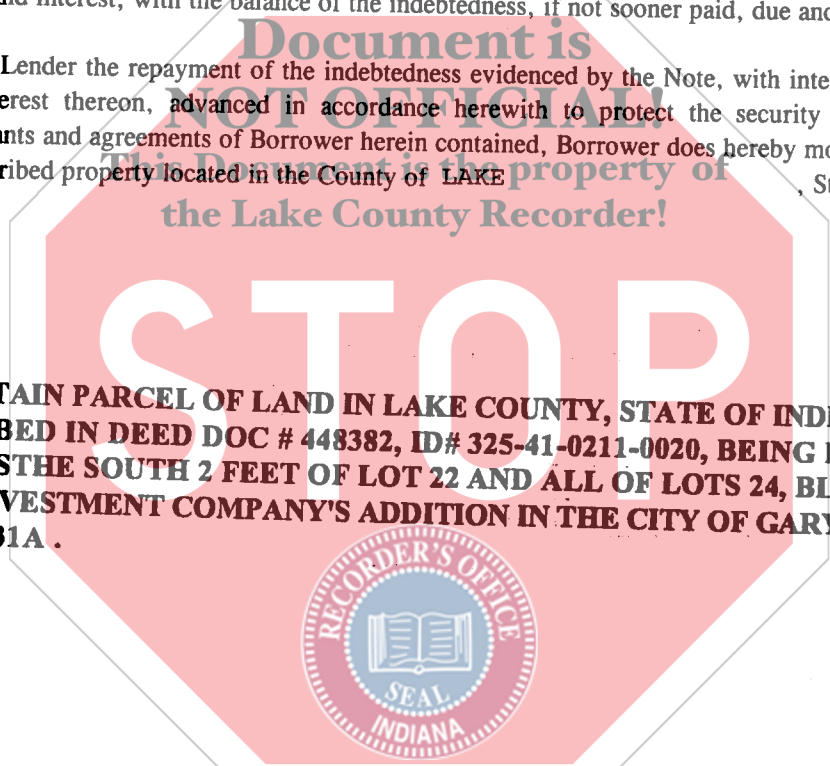 interest, with the balance of the indebtedness, if not sooner paid, due and
Document is
Lender the repayment of the indebtedness evidenced by the Note, with inte
erest thereon, advanced in accordance herewith to protect the security
NOT OFFICIAL!
nts and agreements of Borrower herein contained, Borrower does hereby mo
This Document is the property of
ribed property located in the County of LAKE , St
the Lake County Recorder!
STOP
TAIN PARCEL OF LAND IN LAKE COUNTY, STATE OF INDI
BED IN DEED DOC # 448382, ID# 325-41-0211-0020, BEING
STHE SOUTH 2 FEET OF LOT 22 AND ALL OF LOTS 24, BL
VESTMENT COMPANY'S ADDITION IN THE CITY OF GARY
31A .
RECORDER'S OFFICE
SEAL
INDIANA